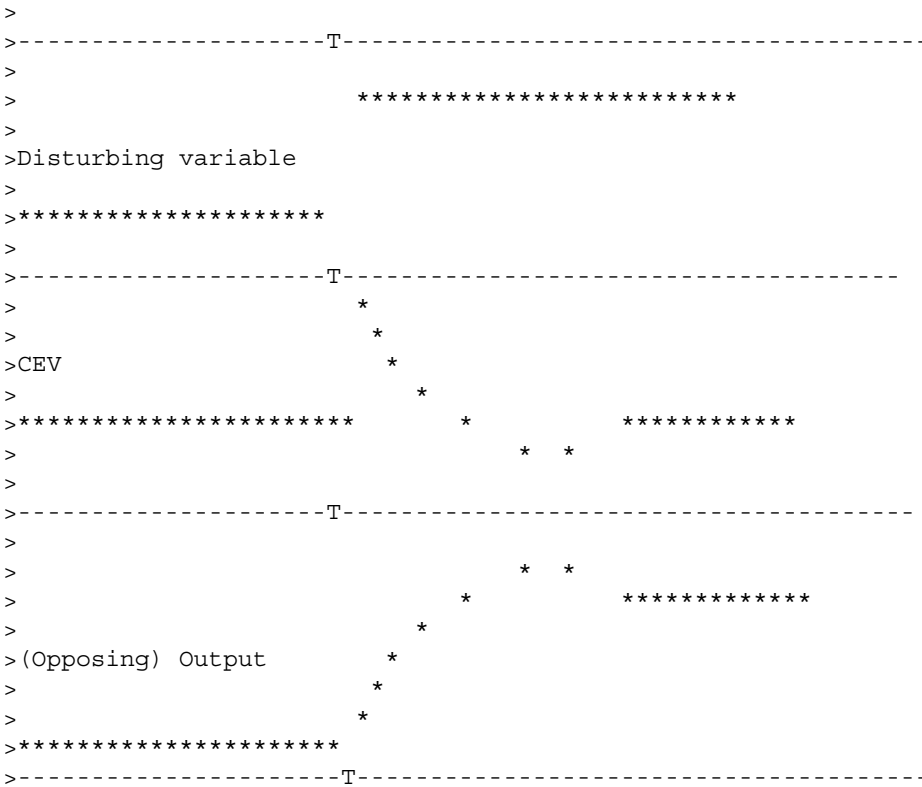 >
>---------------------T----------------------------------------
>
>                       **************************
>
>Disturbing variable
>
>*********************
>
>---------------------T--------------------------------------
>                       *
>                        *
>CEV                      *
>                           *
>***********************       *          ************
>                                  *  *
>
>---------------------T---------------------------------------
>
>                                  *  *
>                              *          *************
>                           *
>(Opposing) Output        *
>                        *
>                       *
>**********************
>----------------------T---------------------------------------